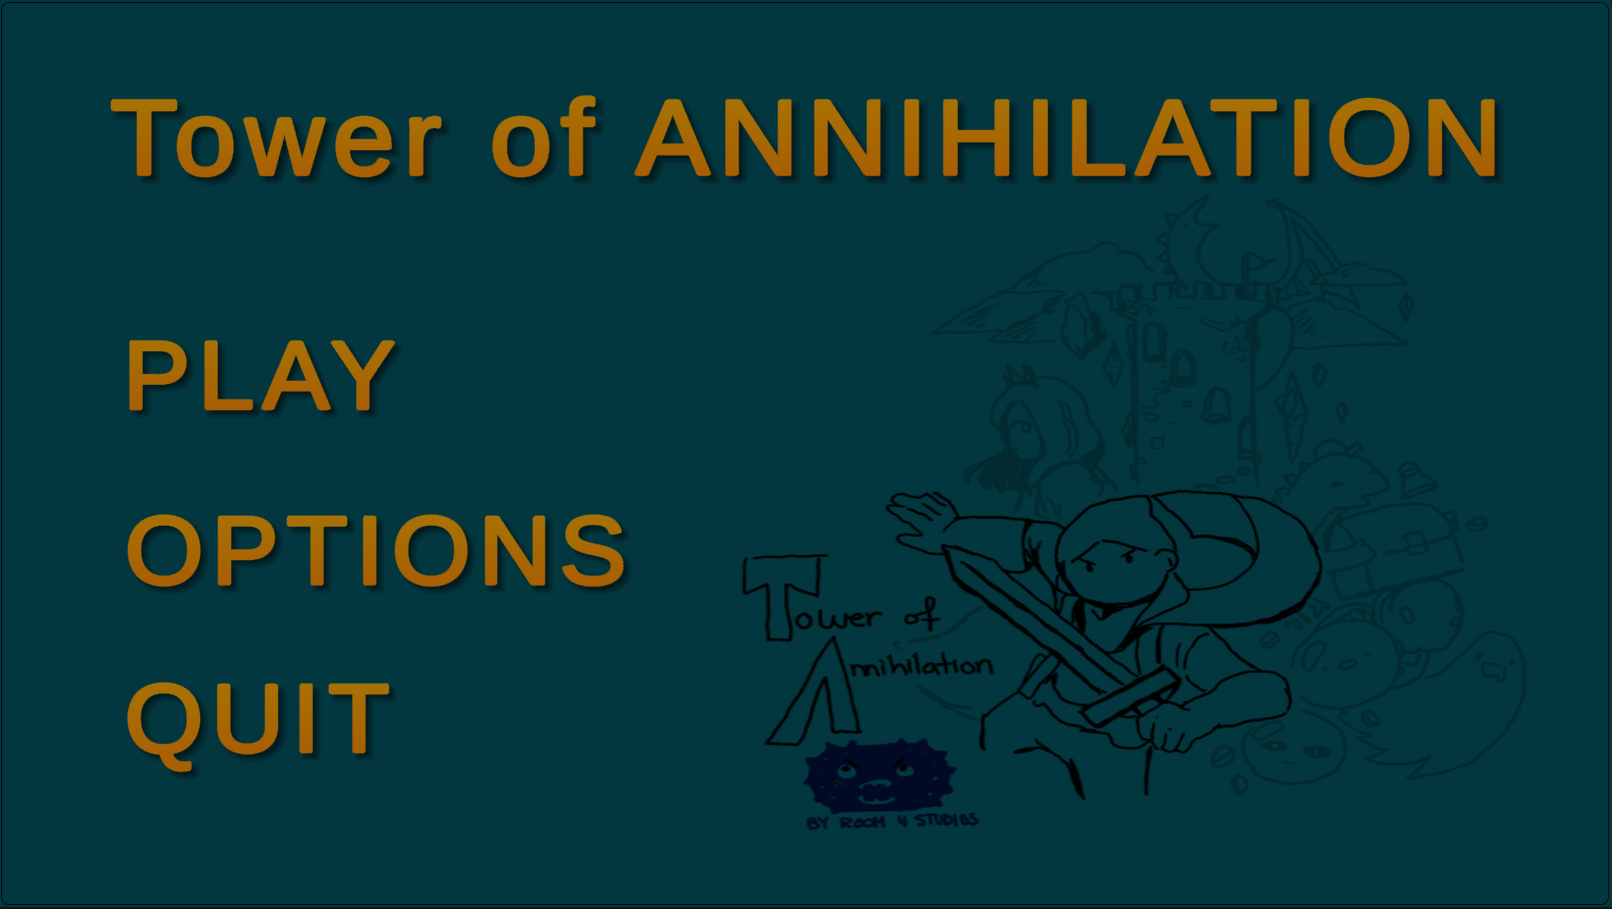 Tower of ANNIHILATION
PLAY
OPTIONS
QUIT
Tower of
Annihilation
BY ROOM 4 STUDIOS